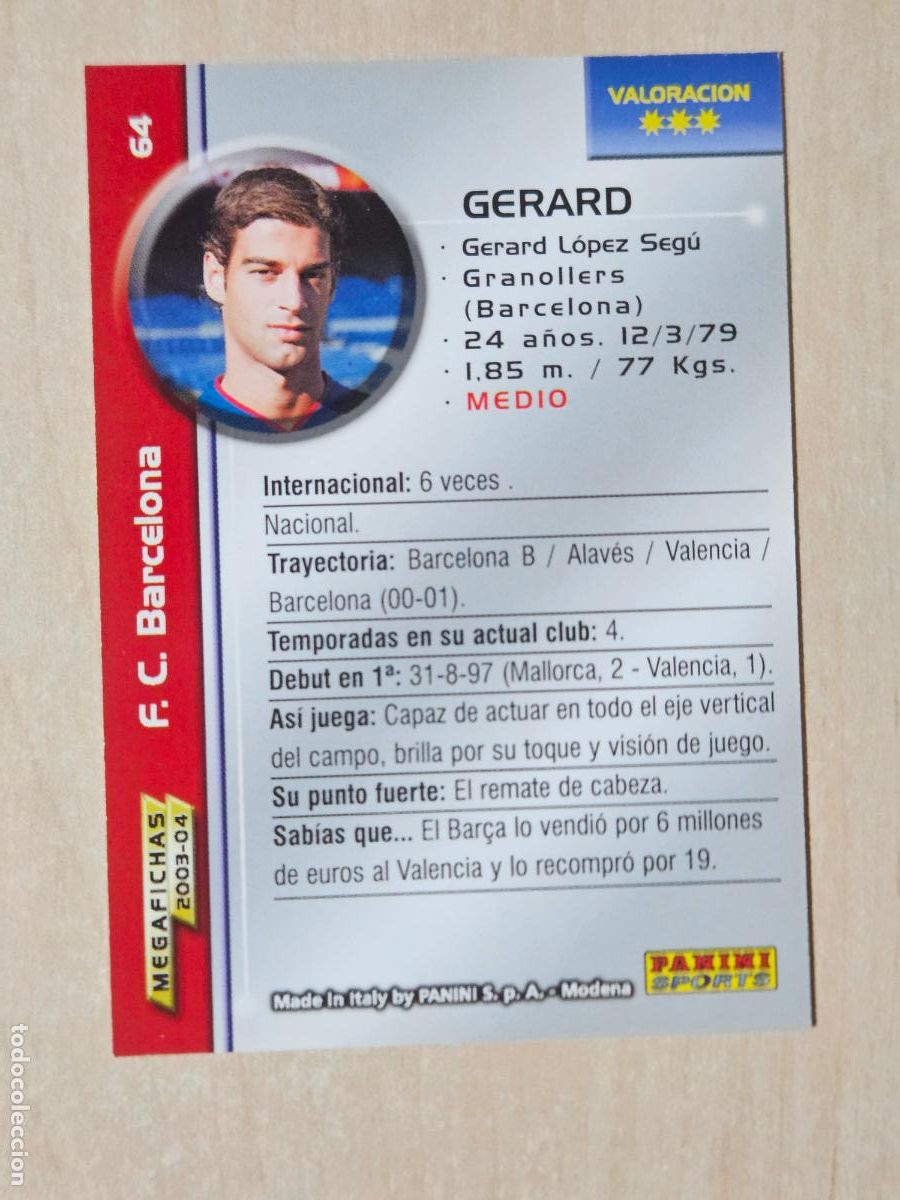 VALORACION
64
GERARD
· Gerard López Segú
· Granollers
(Barcelona)
· 24 años. 12/3/79
· 1,85 m. / 77 Kgs.
· MEDIO
F. C. Barcelona
Internacional: 6 veces .
Nacional.
Trayectoria: Barcelona B / Alavés / Valencia /
Barcelona (00-01).
Temporadas en su actual club: 4.
Debut en 1ª: 31-8-97 (Mallorca, 2 - Valencia, 1).
Así juega: Capaz de actuar en todo el eje vertical
del campo, brilla por su toque y visión de juego.
Su punto fuerte: El remate de cabeza.
Sabías que... El Barça lo vendió por 6 millones
de euros al Valencia y lo recompró por 19.
MEGAFICHAS
2003-04
Made in Italy by PANINI S. p. A. - Modena
PANINI
SPORTS
todocoleccion